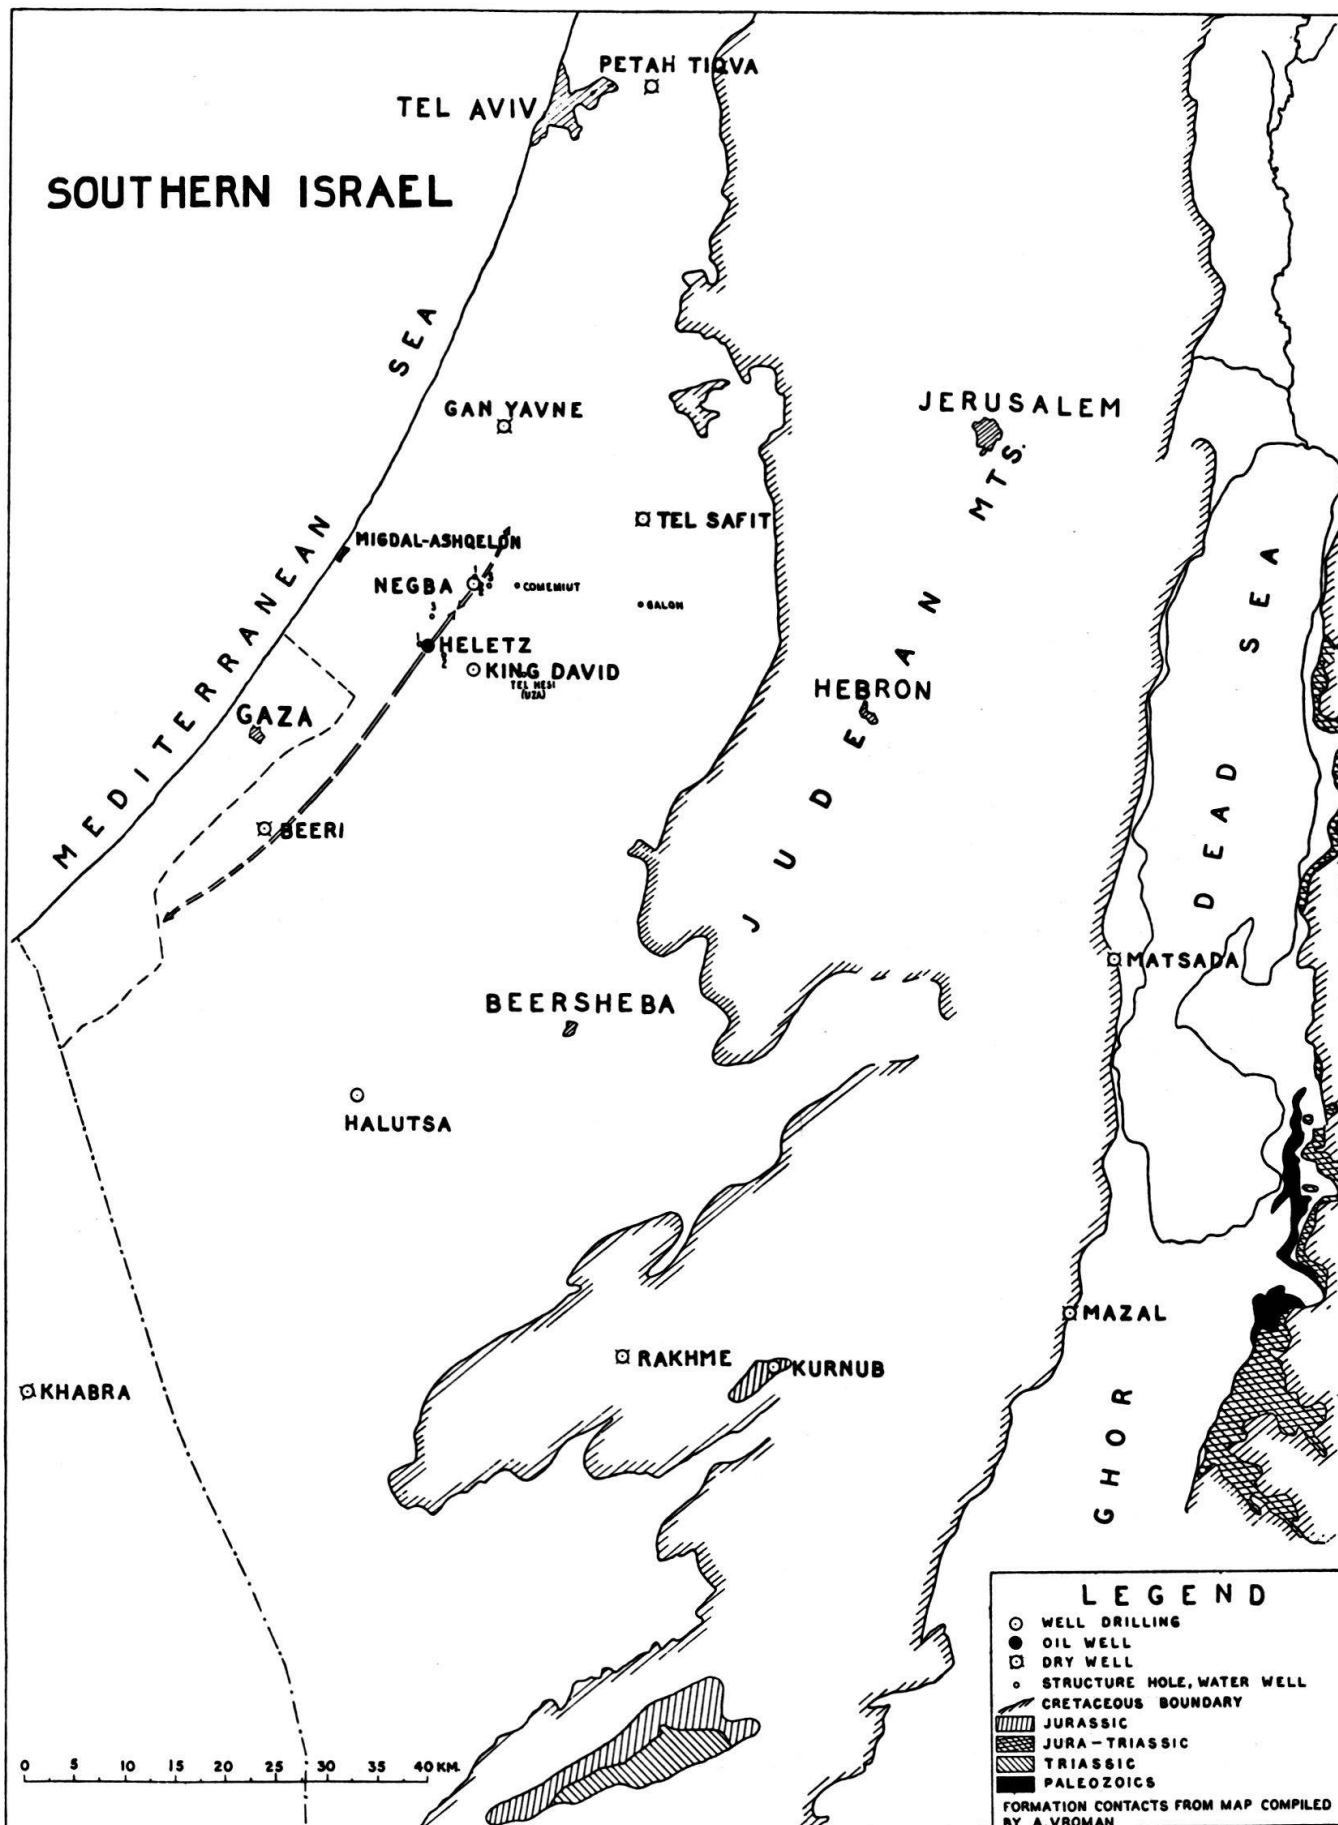 PETAH TIQVA
TEL AVIV
SOUTHERN ISRAEL
MEDITERRANEAN SEA
GAN YAVNE
JERUSALEM
JUDEAN MTS.
TEL SAFIT
MIGDAL-ASHQELON
NEGBA
COMEMIUT
GALON
HELETZ
KING DAVID
TEL HESI
(UZA)
HEBRON
GAZA
DEAD SEA
BEERI
MATSADA
BEERSHEBA
HALUTSA
MAZAL
RAKHME
KURNUB
KHABRA
GHOR
LEGEND
WELL DRILLING
OIL WELL
DRY WELL
STRUCTURE HOLE, WATER WELL
CRETACEOUS BOUNDARY
JURASSIC
JURA-TRIASSIC
TRIASSIC
PALEOZOICS
FORMATION CONTACTS FROM MAP COMPILED
BY A. VROMAN
0 5 10 15 20 25 30 35 40 KM.